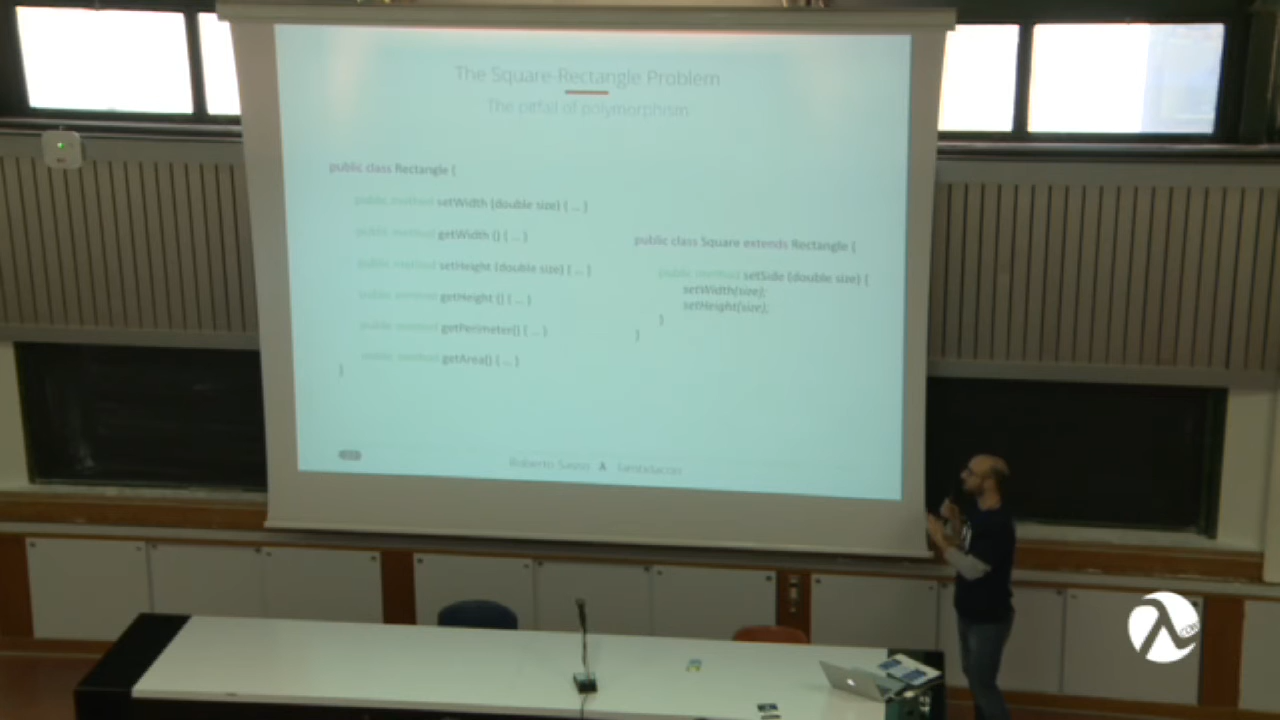 The Square-Rectangle Problem
The pitfall of polymorphism
public class Rectangle {
public method setWidth (double size) { ... }
public method getWidth () { ... }
public method setHeight (double size) { ... }
public method getHeight () { ... }
public method getPerimeter() { ... }
public method getArea() { ... }
}
public class Square extends Rectangle {
public method setSide (double size) {
setWidth(size);
setHeight(size);
}
}
Roberto λ lambdacon
λ CON